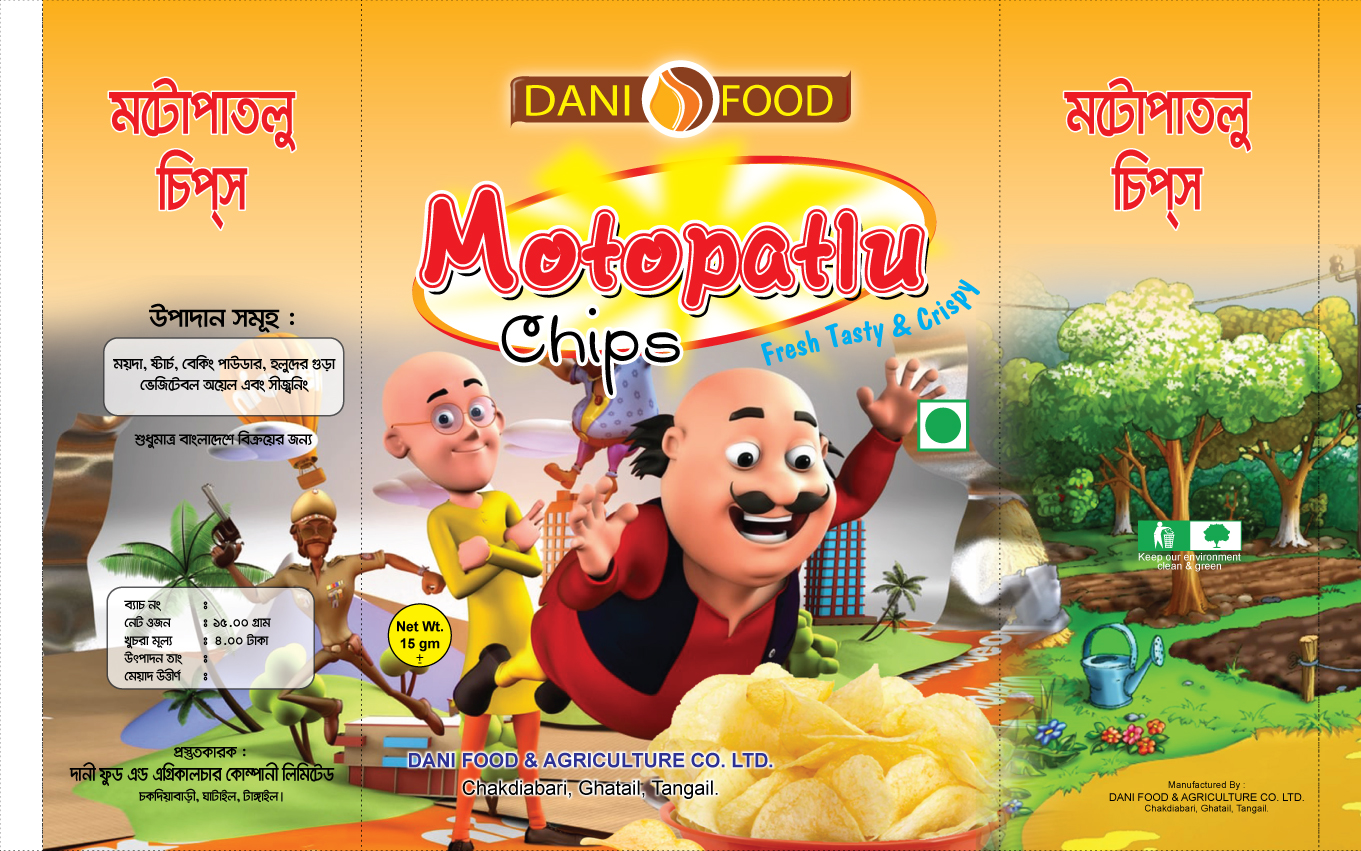 মটোপাতলু
চিপ্স
উপাদান সমূহ :
ময়দা, ষ্টার্চ, বেকিং পাউডার, হলুদের গুড়া
ভেজিটেবল অয়েল এবং সীজ্বনিং
শুধুমাত্র বাংলাদেশে বিক্রয়ের জন্য
ব্যাচ নং :
নেট ওজন : ১৫.০০ গ্রাম
খুচরা মূল্য : ৪.০০ টাকা
উৎপাদন তাং :
মেয়াদ উর্ত্তীণ :
প্রস্তুতকারক :
দানী ফুড এন্ড এগ্রিকালচার কোম্পানী লিমিটেড
চকদিয়াবাড়ী, ঘাটাইল, টাঙ্গাইল।
DANI FOOD
Motopatlu
Chips
Fresh Tasty & Crispy
Net Wt.
15 gm
±
DANI FOOD & AGRICULTURE CO. LTD.
Chakdiabari, Ghatail, Tangail.
মটোপাতলু
চিপ্স
Keep our environment
clean & green
Manufactured By :
DANI FOOD & AGRICULTURE CO. LTD.
Chakdiabari, Ghatail, Tangail.